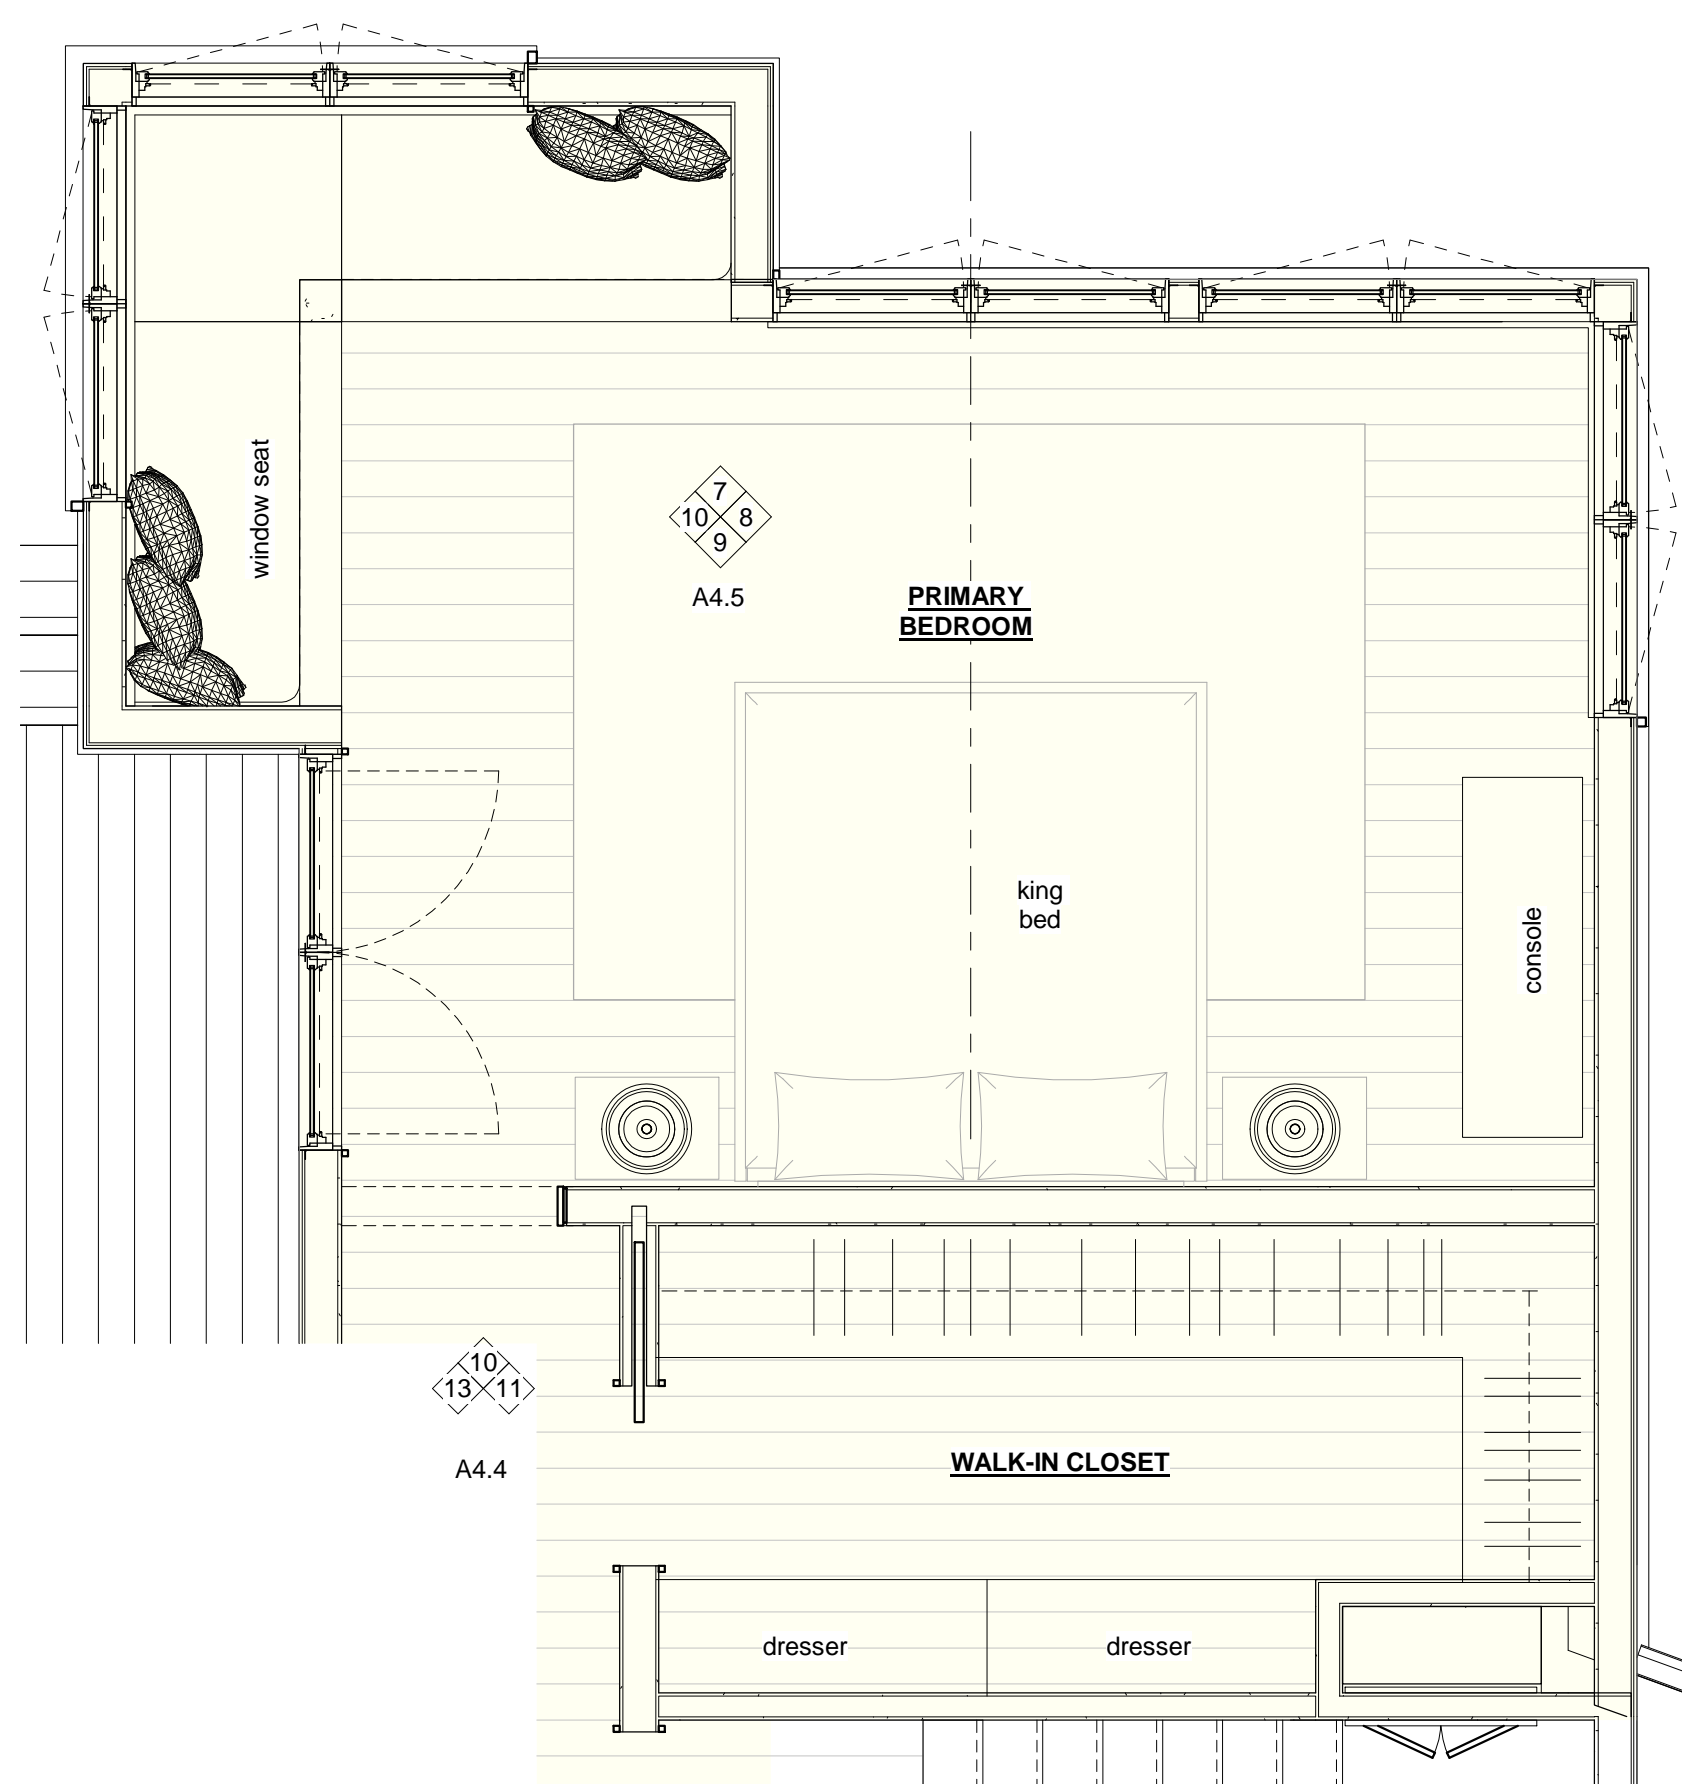 window seat
7
10 8
9
A4.5
PRIMARY
BEDROOM
king
bed
console
10
13 11
A4.4
WALK-IN CLOSET
dresser
dresser